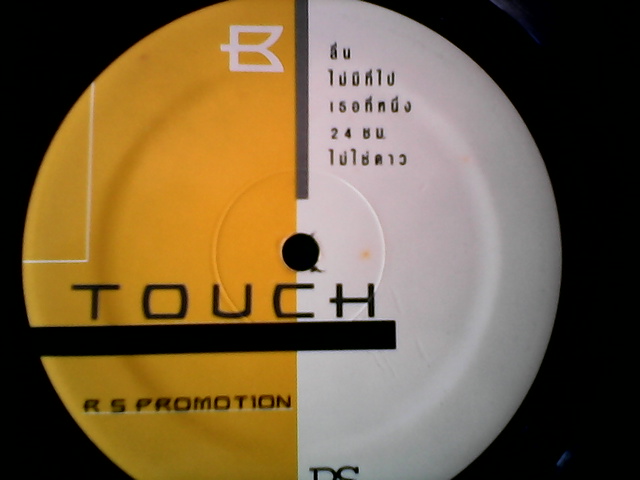 B
ลื่น
ไม่มีที่ไป
เธอที่หนึ่ง
24 ชม.
ไม่ใช่ดาว
TOUCH
R S PROMOTION
RS